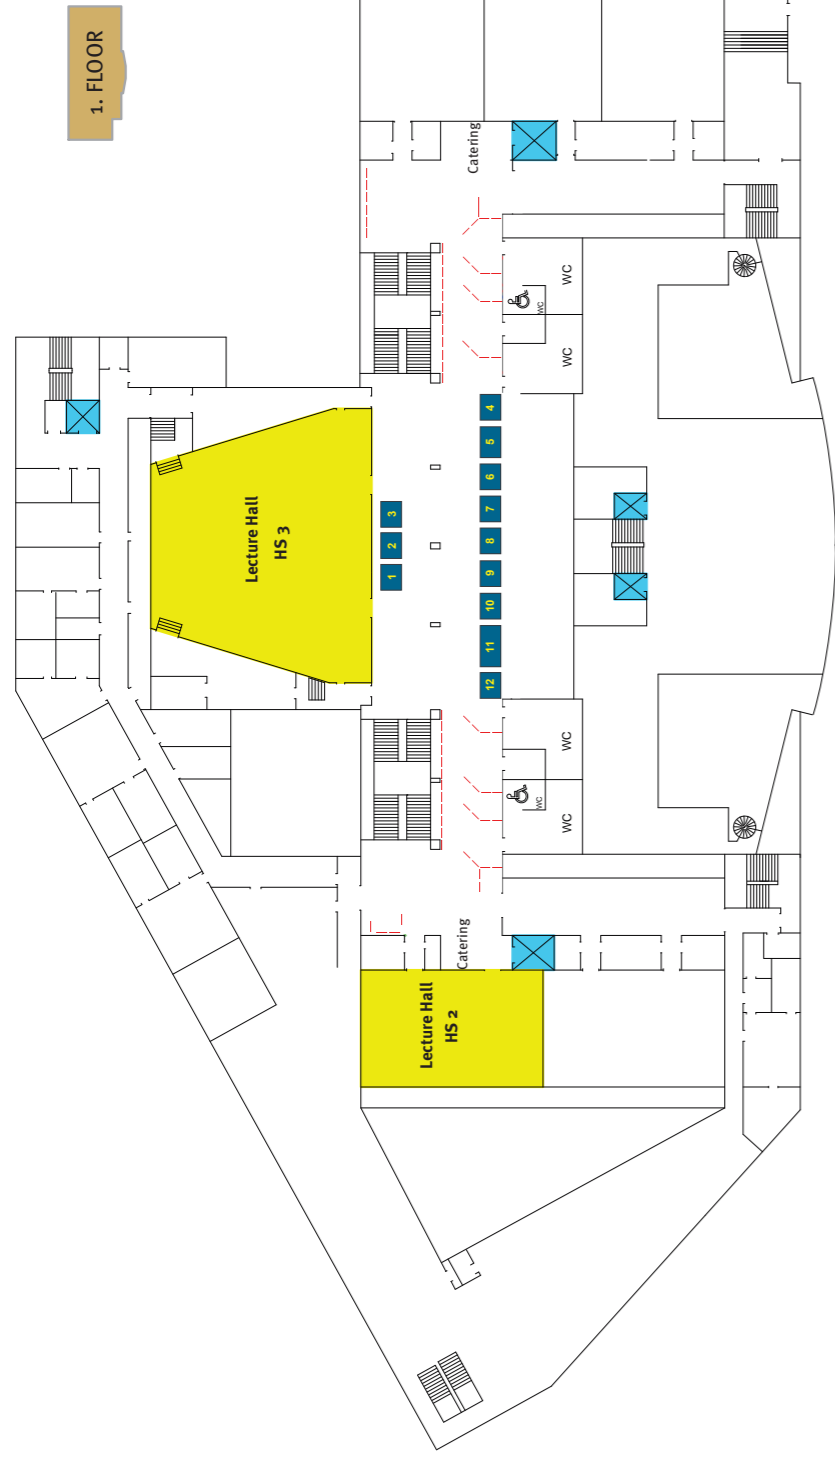 1. FLOOR
Catering
WC
WC
WC
Lecture Hall
HS 3
1
2
3
4
5
6
7
8
9
10
11
12
WC
WC
WC
Catering
Lecture Hall
HS 2